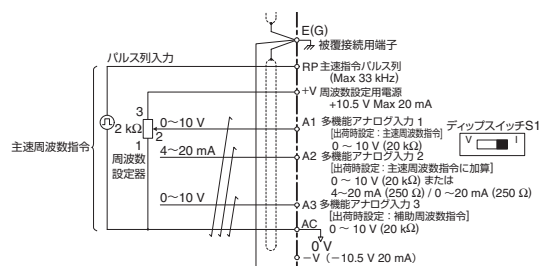 E(G)
被覆接続用端子
パルス列入力
RP 主速指令パルス列
(Max 33 kHz)
+V 周波数設定用電源
+10.5 V Max 20 mA
3
2 kΩ
2
1
周波数
設定器
主速周波数指令
0～10 V
A1 多機能アナログ入力 1
[出荷時設定：主速周波数指令]
0 ～ 10 V (20 kΩ)
ディップスイッチS1
V
I
4～20 mA
A2 多機能アナログ入力 2
[出荷時設定：主速周波数指令に加算]
0 ～ 10 V (20 kΩ) または
4～20 mA (250 Ω) / 0 ～20 mA (250 Ω)
0～10 V
A3 多機能アナログ入力 3
[出荷時設定：補助周波数指令]
0 ～ 10 V (20 kΩ)
AC
0 V
−V（−10.5 V 20 mA）